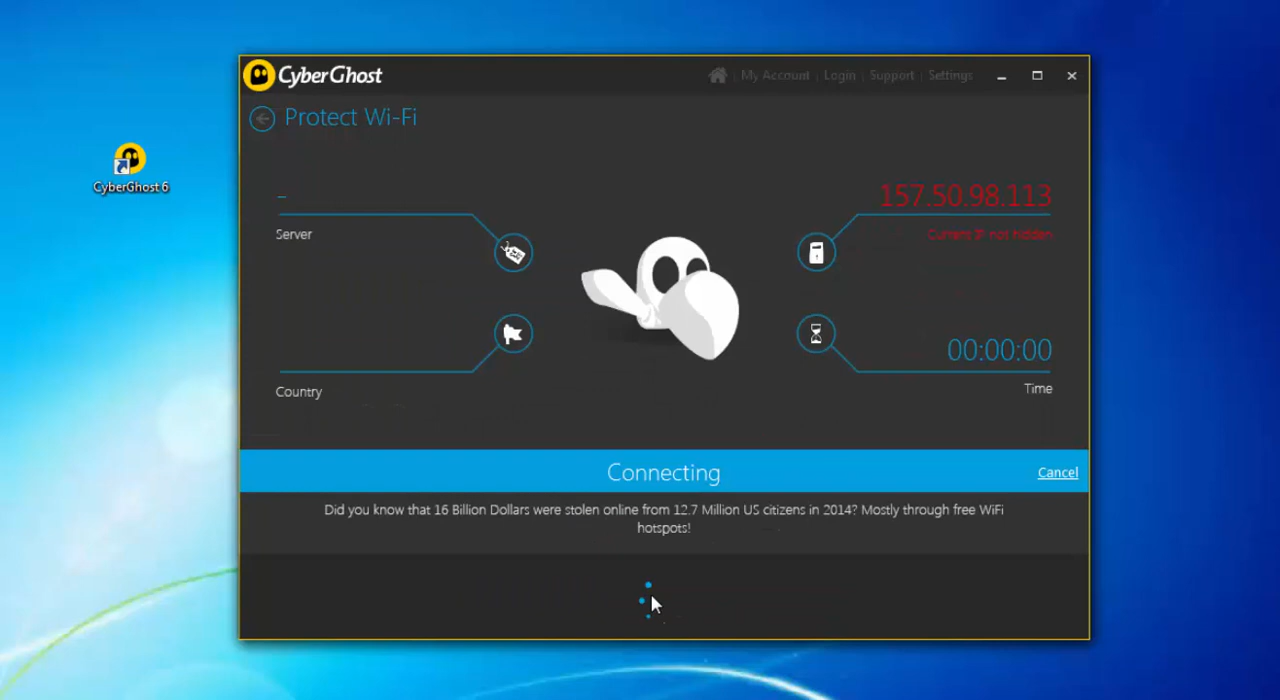 CyberGhost
My Account | Login | Support | Settings
Protect Wi-Fi
CyberGhost 6
–
157.50.98.113
Server
Current IP not hidden
00:00:00
Country
Time
Connecting
Cancel
Did you know that 16 Billion Dollars were stolen online from 12.7 Million US citizens in 2014? Mostly through free WiFi
hotspots!